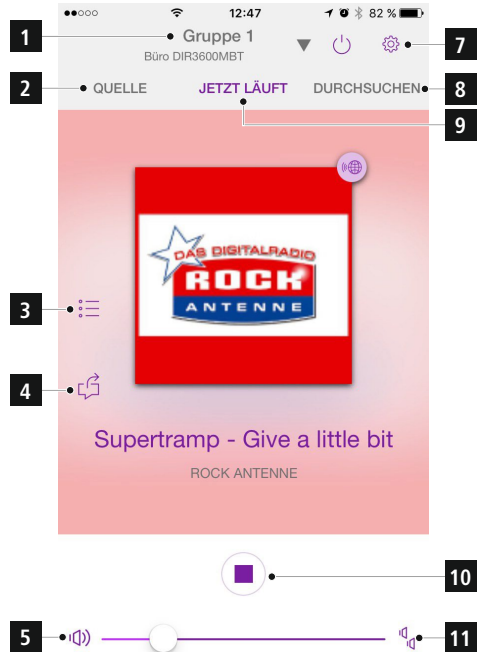 12:47 82 %
1 Gruppe 1 7
Büro DIR3600MBT
2 QUELLE JETZT LÄUFT DURCHSUCHEN 8
9
DAS DIGITALRADIO
ROCK
ANTENNE
3
4
Supertramp - Give a little bit
ROCK ANTENNE
10
5 11